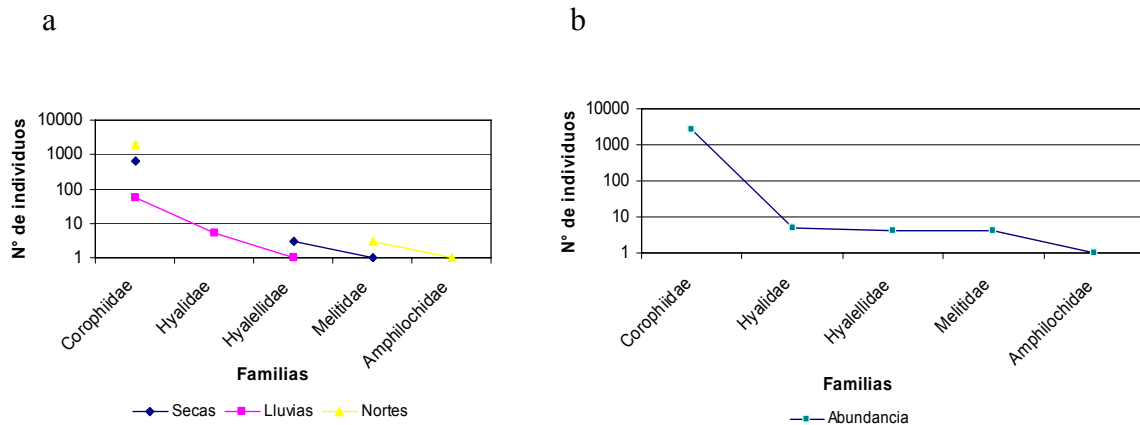 a
N° de individuos
10000
1000
100
10
1
Corophiidae
Hyalidae
Hyalellidae
Melitidae
Amphilochidae
Familias
Secas Lluvias Nortes
b
N° de individuos
10000
1000
100
10
1
Corophiidae
Hyalidae
Hyalellidae
Melitidae
Amphilochidae
Familias
Abundancia